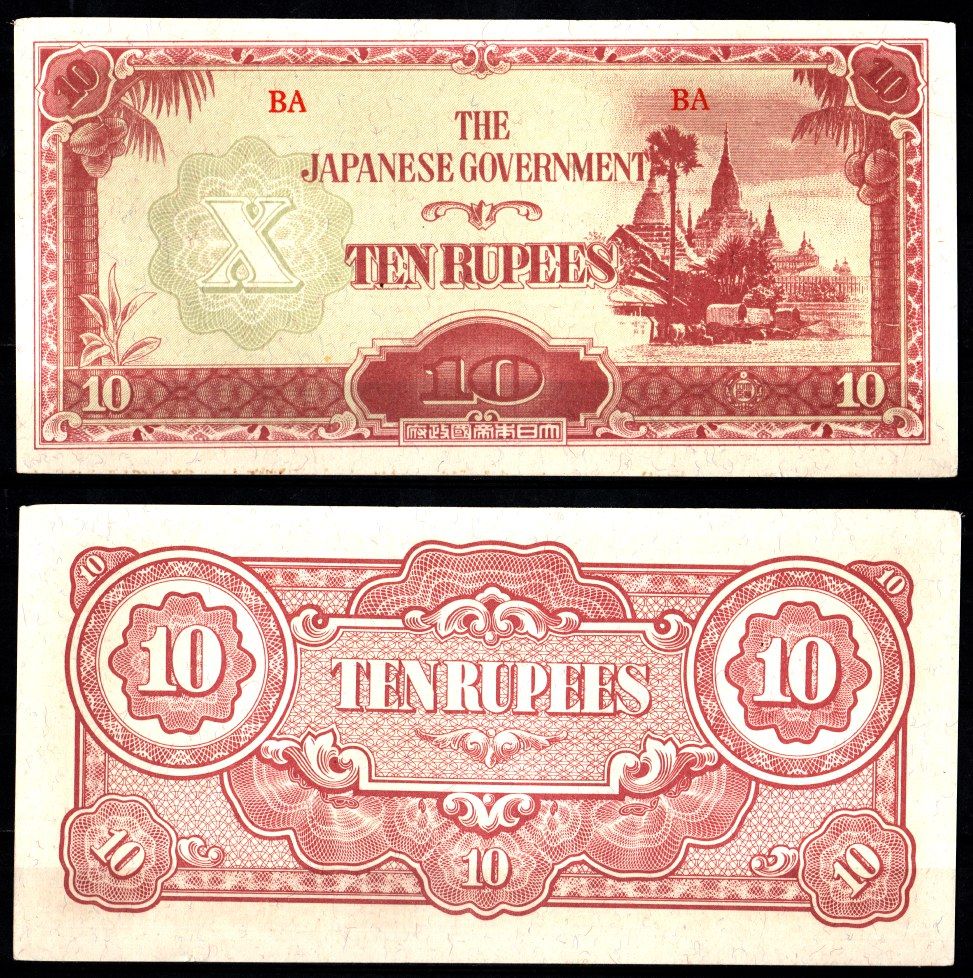 10 10
BA BA
THE
JAPANESE GOVERNMENT
X
TEN RUPEES
10 10 10
大日本帝國政府
10 10
10 10
TEN RUPEES
10 10 10